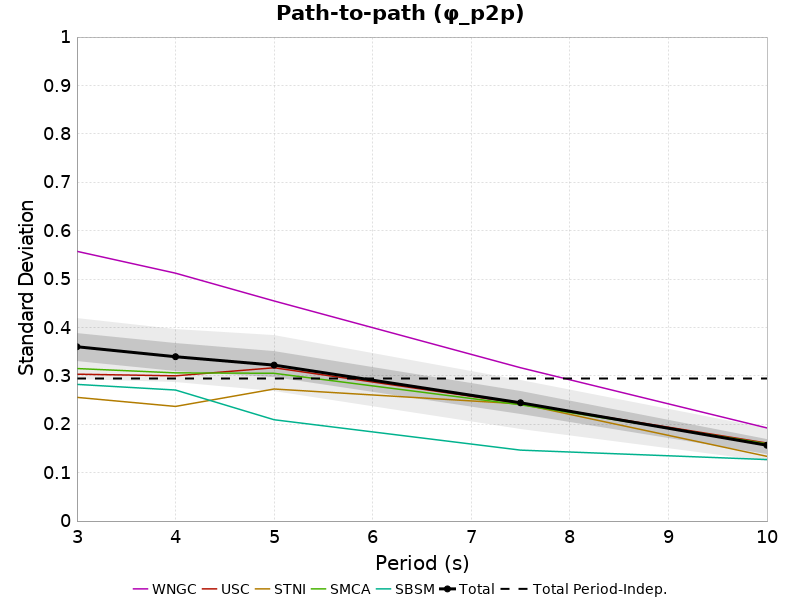 Path-to-path (φ_p2p)
1
0.9
0.8
0.7
0.6
0.5
0.4
0.3
0.2
0.1
0
Standard Deviation
3 4 5 6 7 8 9 10
Period (s)
WNGC USC STNI SMCA SBSM Total Total Period-Indep.